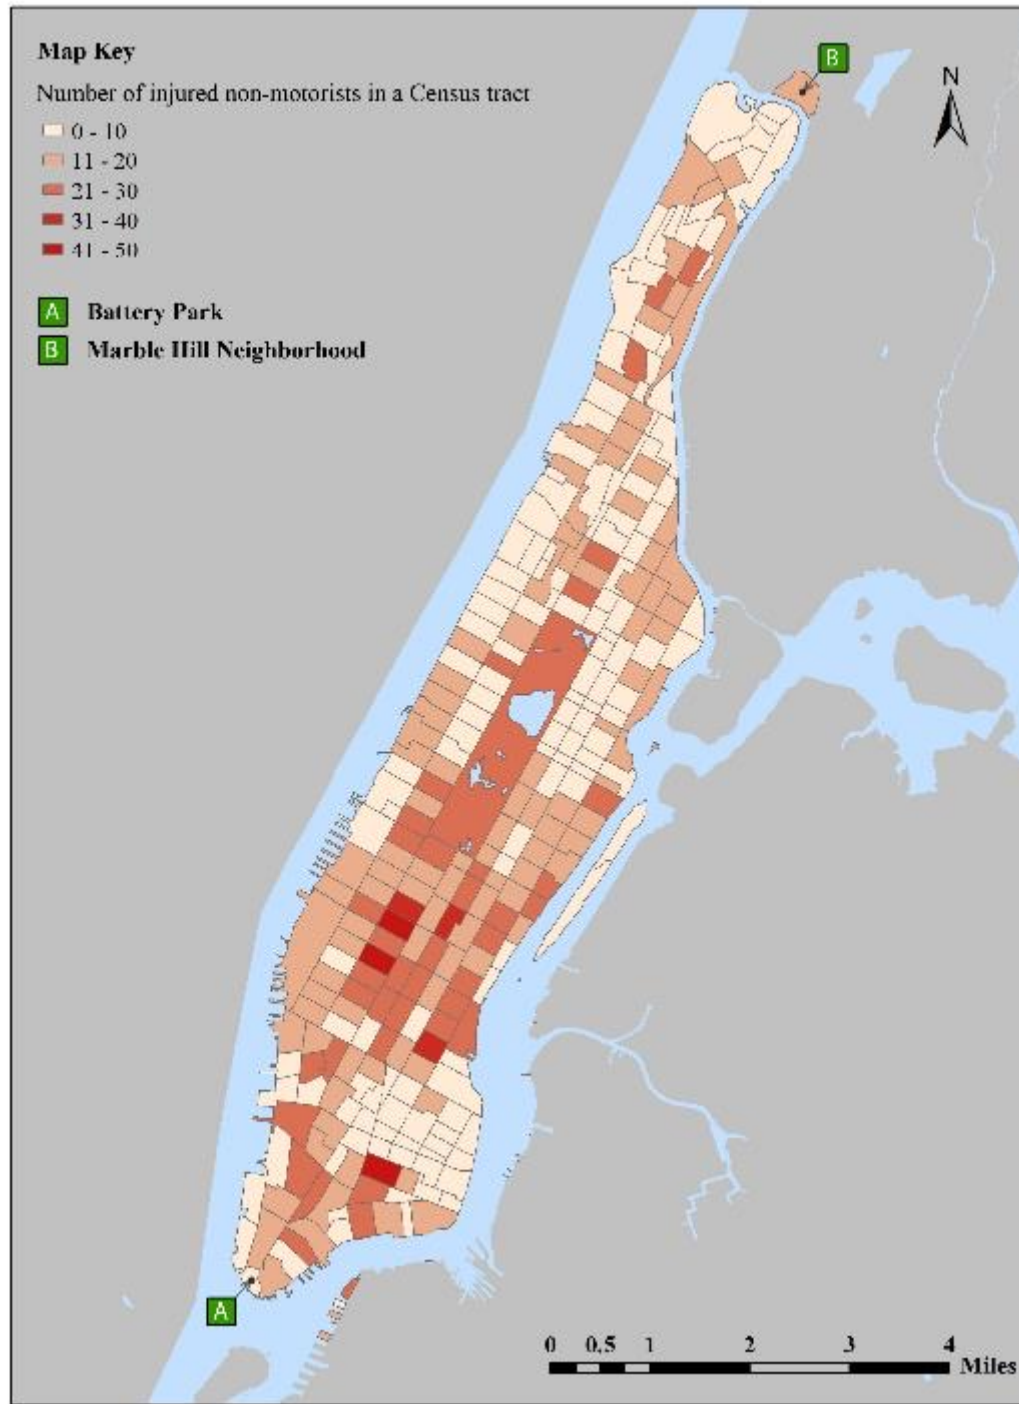 Map Key
Number of injured non-motorists in a Census tract
0 - 10
11 - 20
21 - 30
31 - 40
41 - 50
A Battery Park
B Marble Hill Neighborhood
B
N
A
0 0.5 1 2 3 4
Miles